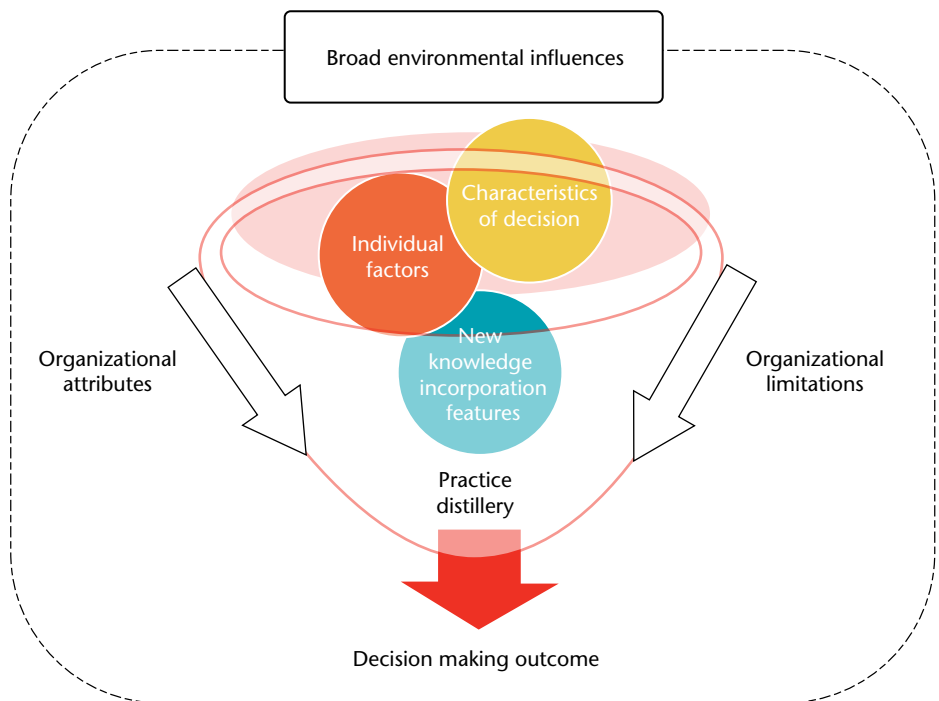 Broad environmental influences
Characteristics
of decision
Individual
factors
New
knowledge
incorporation
features
Organizational
attributes
Organizational
limitations
Practice
distillery
Decision making outcome